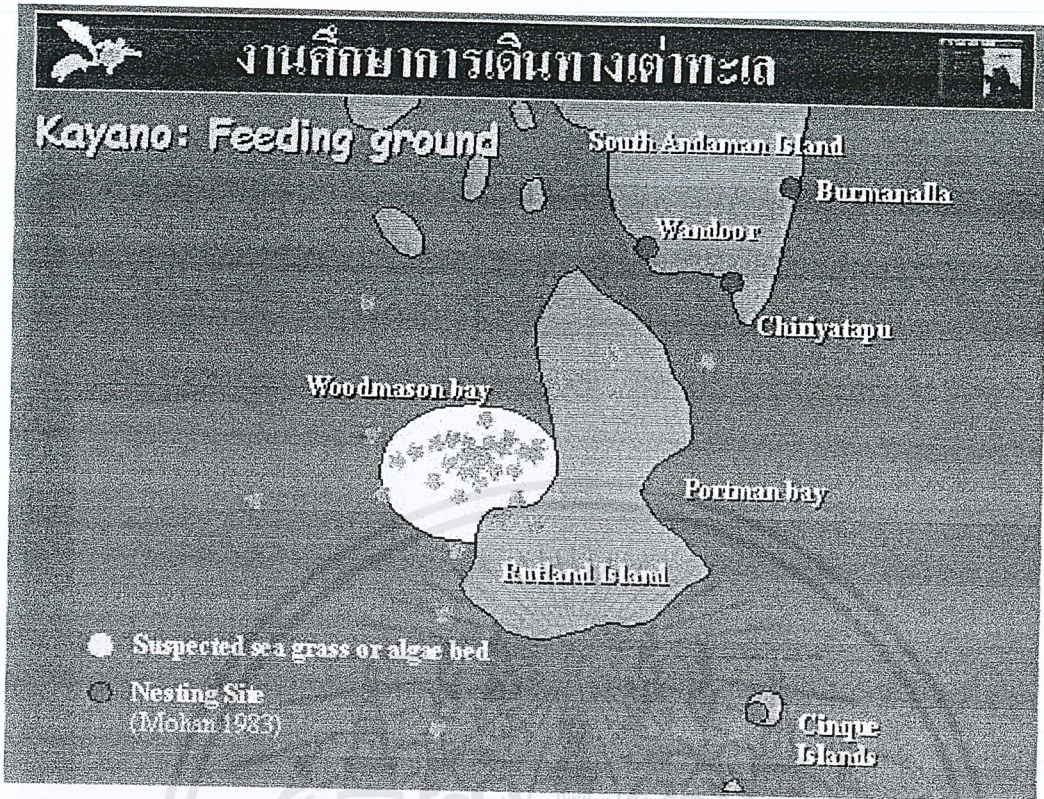 งานศึกษาการเดินทางเต่าทะเล
Kayano: Feeding ground
South Andaman Island
Burmanalla
Wandoor
Chiriyatapu
Woodmason bay
Portman bay
Rutland Island
Suspected sea grass or algae bed
Nesting Site
(Mohan 1983)
Cinque
Islands